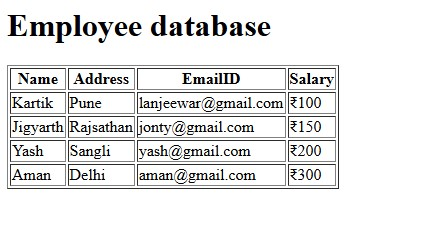 Employee database
Name Address EmailID Salary
Kartik Pune lanjeewar@gmail.com ₹100
Jigyarth Rajsathan jonty@gmail.com ₹150
Yash Sangli yash@gmail.com ₹200
Aman Delhi aman@gmail.com ₹300